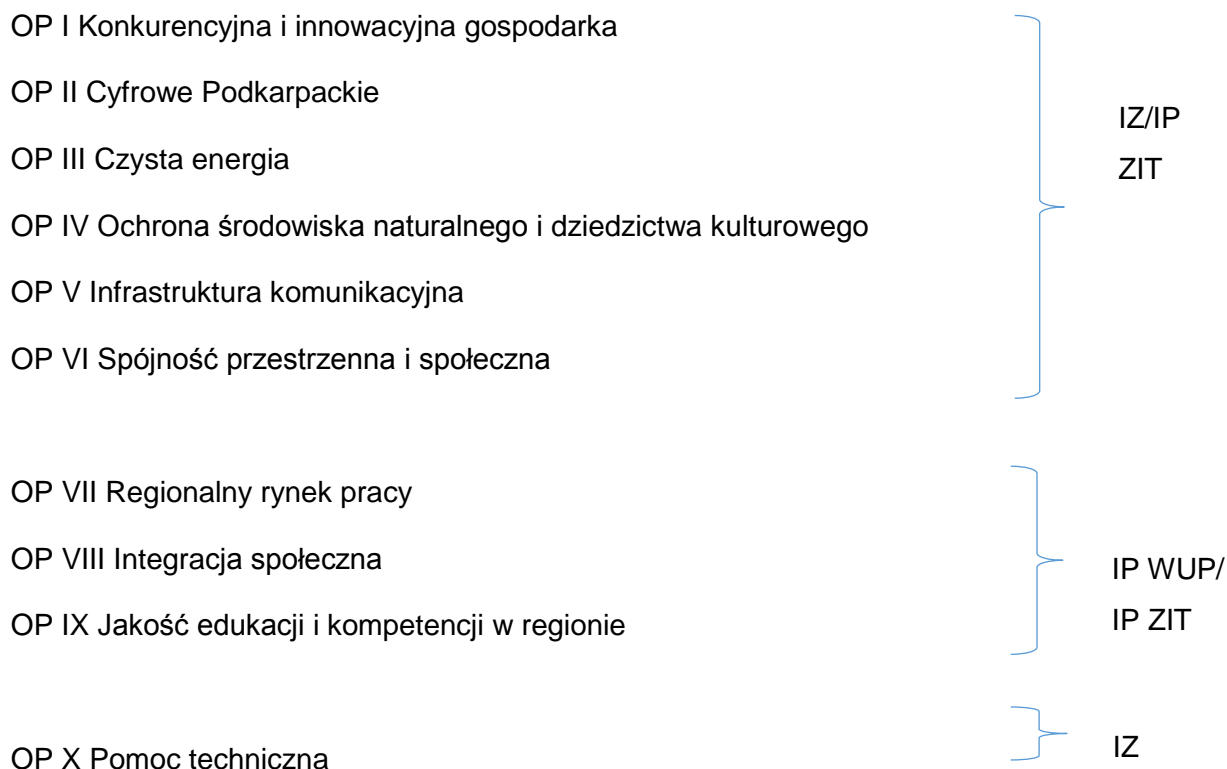 OP I Konkurencyjna i innowacyjna gospodarka
OP II Cyfrowe Podkarpackie
OP III Czysta energia
OP IV Ochrona środowiska naturalnego i dziedzictwa kulturowego
OP V Infrastruktura komunikacyjna
OP VI Spójność przestrzenna i społeczna
IZ/IP
ZIT
OP VII Regionalny rynek pracy
OP VIII Integracja społeczna
OP IX Jakość edukacji i kompetencji w regionie
IP WUP/
IP ZIT
OP X Pomoc techniczna
IZ